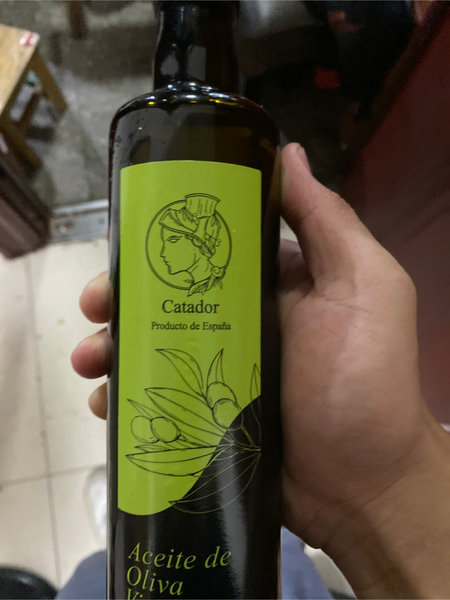 Catador
Producto de España
Aceite de
Oliva